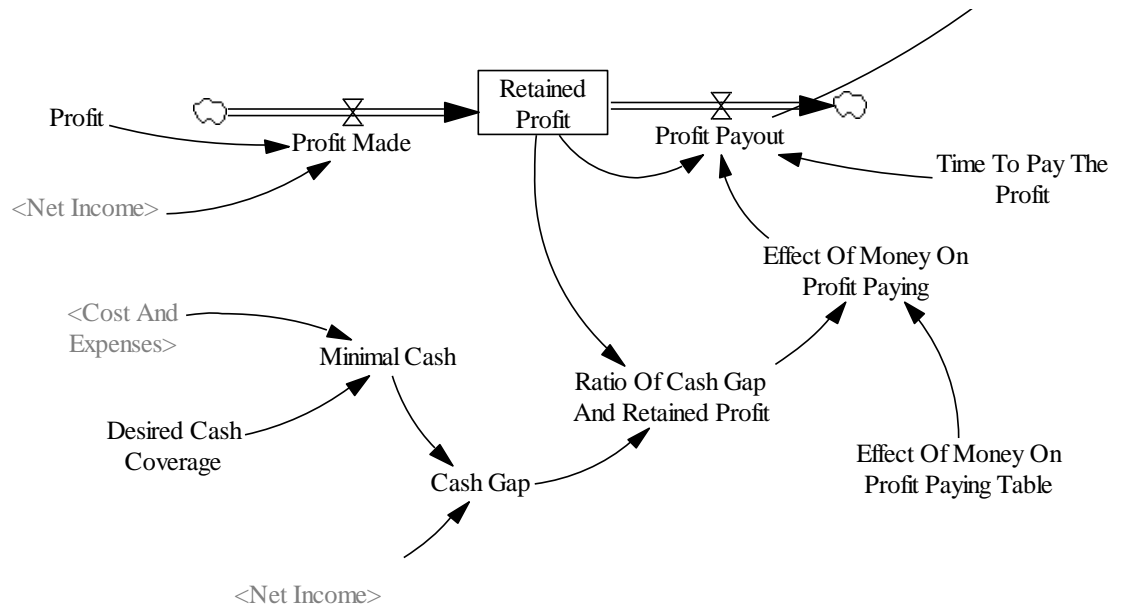 Retained
Profit
Profit
Profit Made
Profit Payout
Time To Pay The
Profit
<Net Income>
Effect Of Money On
Profit Paying
<Cost And
Expenses>
Minimal Cash
Ratio Of Cash Gap
And Retained Profit
Desired Cash
Coverage
Effect Of Money On
Profit Paying Table
Cash Gap
<Net Income>